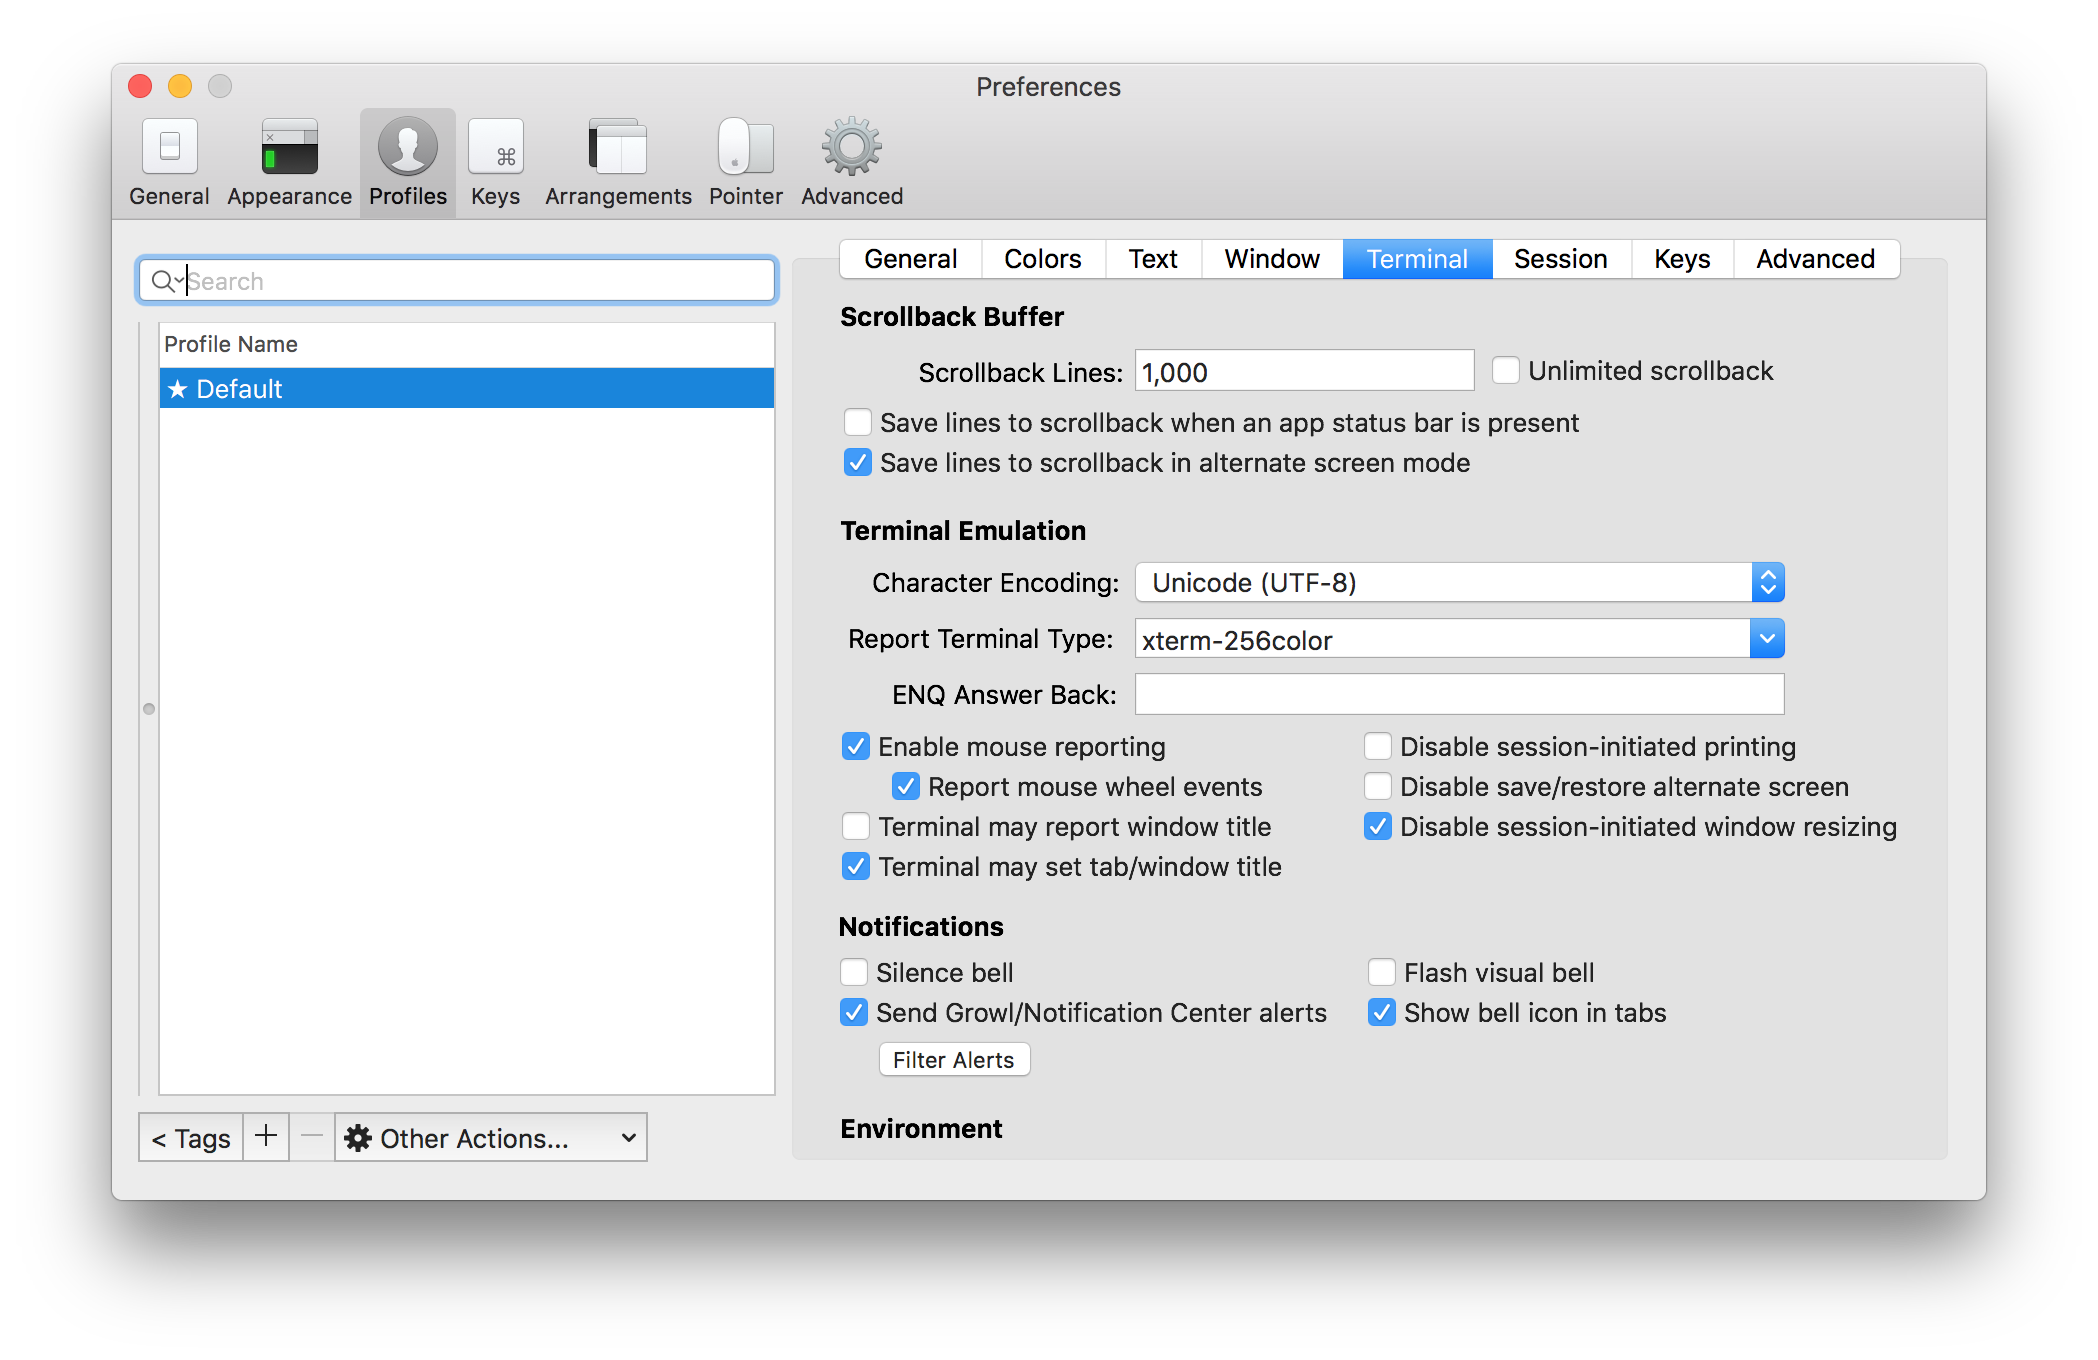 Preferences
General Appearance Profiles Keys Arrangements Pointer Advanced
Search
Profile Name
★ Default
< Tags + − Other Actions...
General Colors Text Window Terminal Session Keys Advanced
Scrollback Buffer
Scrollback Lines: 1,000 Unlimited scrollback
Save lines to scrollback when an app status bar is present
Save lines to scrollback in alternate screen mode
Terminal Emulation
Character Encoding: Unicode (UTF-8)
Report Terminal Type: xterm-256color
ENQ Answer Back:
Enable mouse reporting Disable session-initiated printing
Report mouse wheel events Disable save/restore alternate screen
Terminal may report window title Disable session-initiated window resizing
Terminal may set tab/window title
Notifications
Silence bell Flash visual bell
Send Growl/Notification Center alerts Show bell icon in tabs
Filter Alerts
Environment